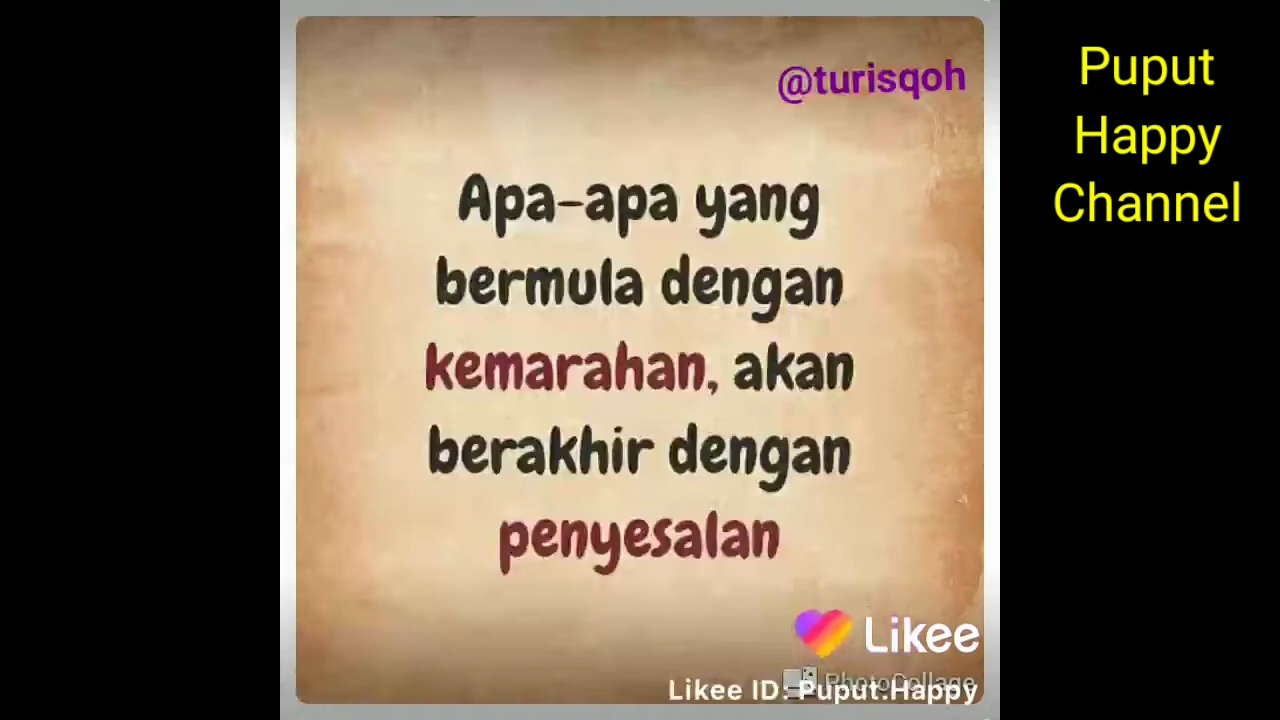 @turisqoh
Puput
Happy
Channel
Apa-apa yang
bermula dengan
kemarahan, akan
berakhir dengan
penyesalan
Likee
PhotoCollage
Likee ID: Puput.Happy